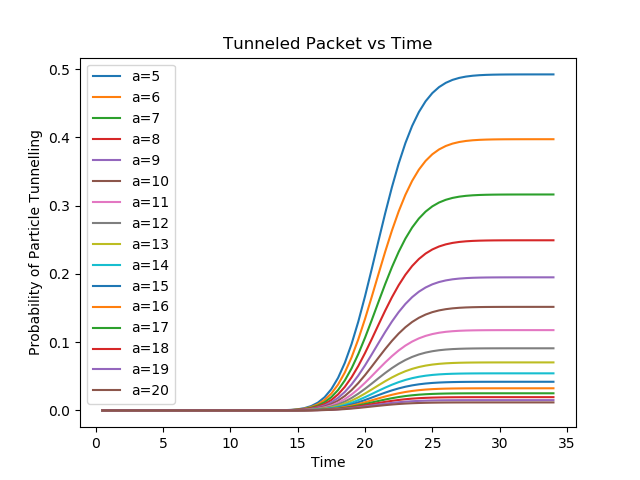 Tunneled Packet vs Time
Probability of Particle Tunnelling
0.5
0.4
0.3
0.2
0.1
0.0
a=5
a=6
a=7
a=8
a=9
a=10
a=11
a=12
a=13
a=14
a=15
a=16
a=17
a=18
a=19
a=20
0 5 10 15 20 25 30 35
Time